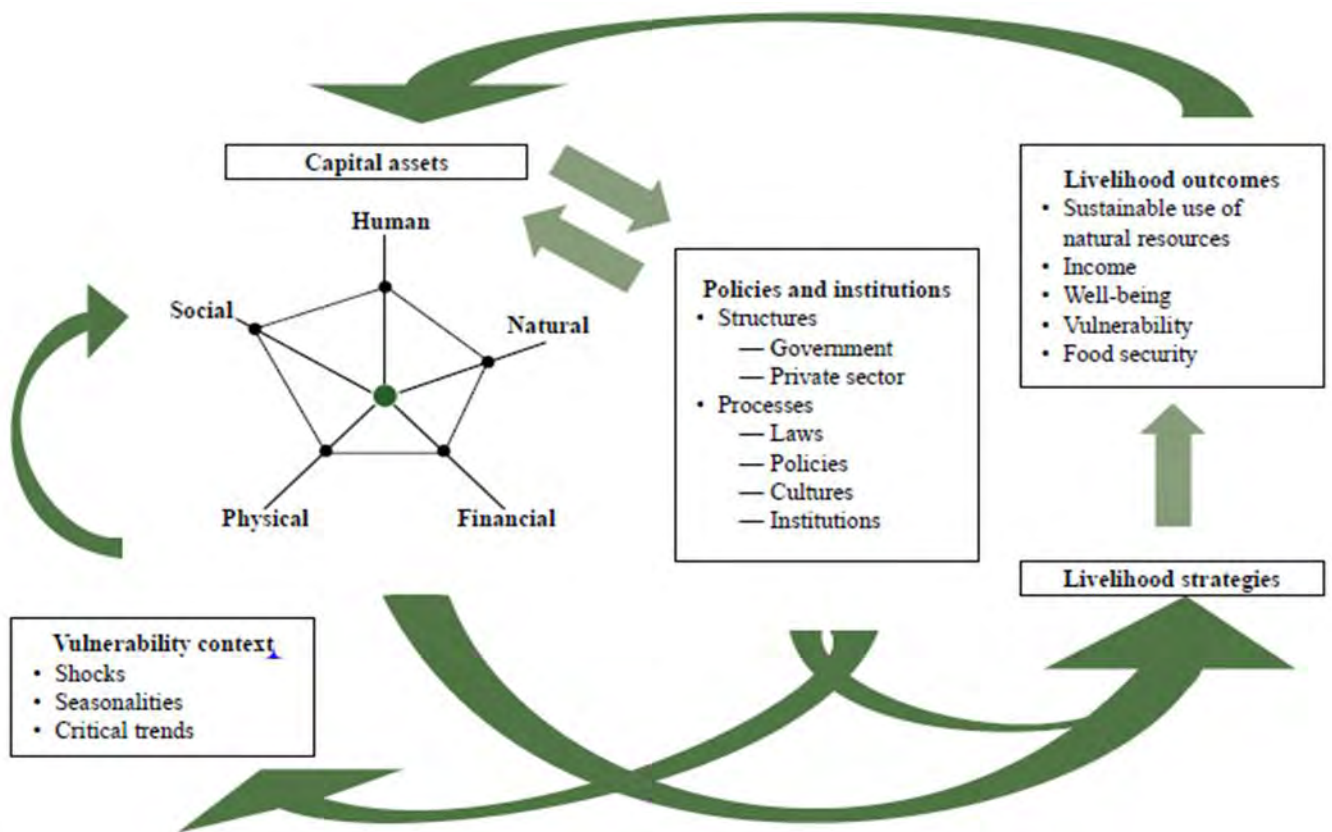 Capital assets
Human
Social
Natural
Physical
Financial
Policies and institutions
• Structures
— Government
— Private sector
• Processes
— Laws
— Policies
— Cultures
— Institutions
Livelihood outcomes
• Sustainable use of
natural resources
• Income
• Well-being
• Vulnerability
• Food security
Livelihood strategies
Vulnerability context
• Shocks
• Seasonalities
• Critical trends